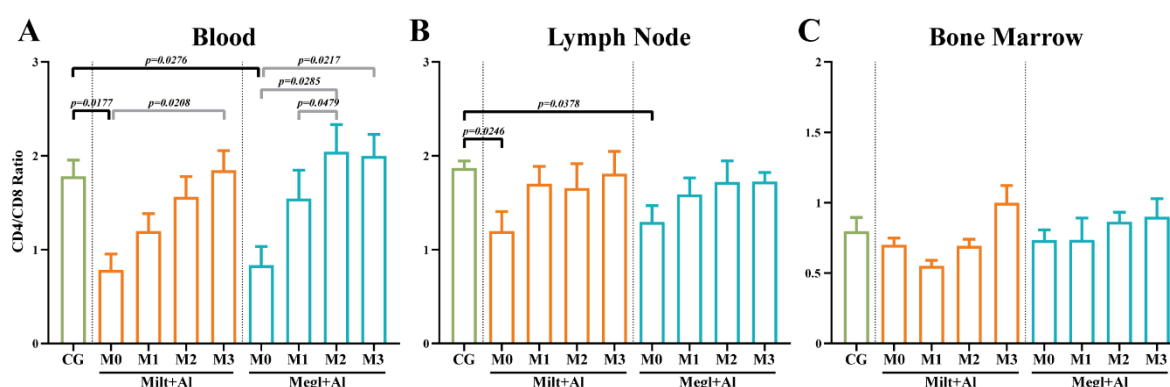 A Blood
CD4/CD8 Ratio
3
2
1
0
p=0.0276
p=0.0217
p=0.0285
p=0.0177
p=0.0208
p=0.0479
CG M0 M1 M2 M3 M0 M1 M2 M3
Milt+Al Megl+Al
B Lymph Node
3
2
1
0
p=0.0378
p=0.0246
CG M0 M1 M2 M3 M0 M1 M2 M3
Milt+Al Megl+Al
C Bone Marrow
2
1.5
1
0.5
0
CG M0 M1 M2 M3 M0 M1 M2 M3
Milt+Al Megl+Al